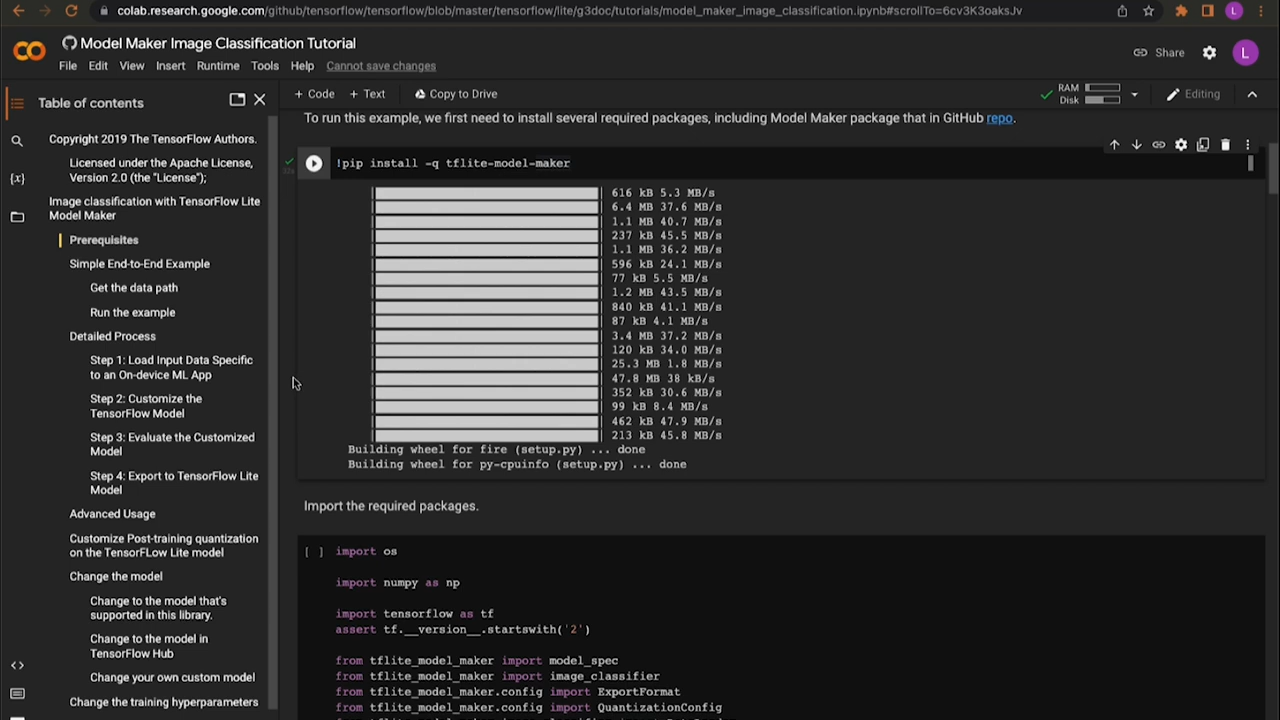 colab.research.google.com/github/tensorflow/tensorflow/blob/master/tensorflow/lite/g3doc/tutorials/model_maker_image_classification.ipynb#scrollTo=6cv3K3oaksJv
L
Model Maker Image Classification Tutorial
Share
L
File Edit View Insert Runtime Tools Help Cannot save changes
Table of contents
Copyright 2019 The TensorFlow Authors.
Licensed under the Apache License,
Version 2.0 (the "License");
Image classification with TensorFlow Lite
Model Maker
Prerequisites
Simple End-to-End Example
Get the data path
Run the example
Detailed Process
Step 1: Load Input Data Specific
to an On-device ML App
Step 2: Customize the
TensorFlow Model
Step 3: Evaluate the Customized
Model
Step 4: Export to TensorFlow Lite
Model
Advanced Usage
Customize Post-training quantization
on the TensorFLow Lite model
Change the model
Change to the model that's
supported in this library.
Change to the model in
TensorFlow Hub
Change your own custom model
Change the training hyperparameters
+ Code + Text Copy to Drive
RAM
Disk
Editing
To run this example, we first need to install several required packages, including Model Maker package that in GitHub repo.
!pip install -q tflite-model-maker
616 kB 5.3 MB/s
6.4 MB 37.6 MB/s
1.1 MB 40.7 MB/s
237 kB 45.5 MB/s
1.1 MB 36.2 MB/s
596 kB 24.1 MB/s
77 kB 5.5 MB/s
1.2 MB 43.5 MB/s
840 kB 41.1 MB/s
87 kB 4.1 MB/s
3.4 MB 37.2 MB/s
120 kB 34.0 MB/s
25.3 MB 1.8 MB/s
47.8 MB 38 kB/s
352 kB 30.6 MB/s
99 kB 8.4 MB/s
462 kB 47.9 MB/s
213 kB 45.8 MB/s
Building wheel for fire (setup.py) ... done
Building wheel for py-cpuinfo (setup.py) ... done
Import the required packages.
[ ] import os
import numpy as np
import tensorflow as tf
assert tf.__version__.startswith('2')
from tflite_model_maker import model_spec
from tflite_model_maker import image_classifier
from tflite_model_maker.config import ExportFormat
from tflite_model_maker.config import QuantizationConfig